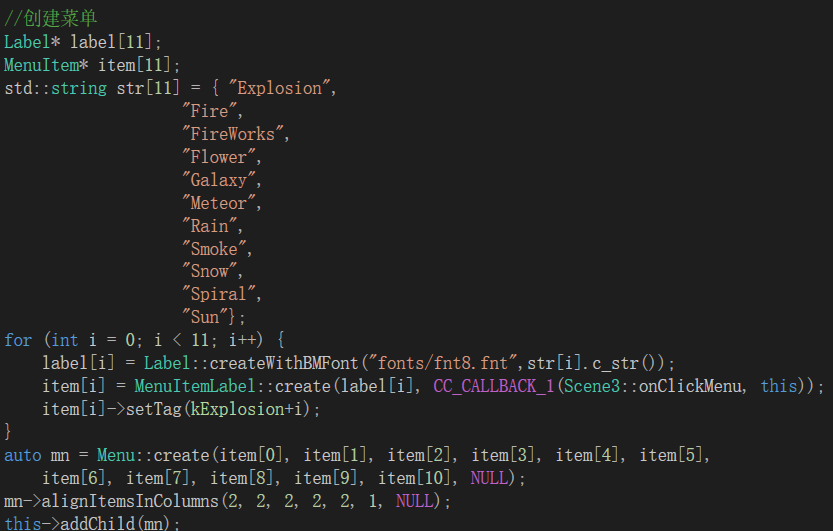 //创建菜单
Label* label[11];
MenuItem* item[11];
std::string str[11] = { "Explosion",
"Fire",
"FireWorks",
"Flower",
"Galaxy",
"Meteor",
"Rain",
"Smoke",
"Snow",
"Spiral",
"Sun"};
for (int i = 0; i < 11; i++) {
label[i] = Label::createWithBMFont("fonts/fnt8.fnt",str[i].c_str());
item[i] = MenuItemLabel::create(label[i], CC_CALLBACK_1(Scene3::onClickMenu, this));
item[i]->setTag(kExplosion+i);
}
auto mn = Menu::create(item[0], item[1], item[2], item[3], item[4], item[5],
item[6], item[7], item[8], item[9], item[10], NULL);
mn->alignItemsInColumns(2, 2, 2, 2, 2, 1, NULL);
this->addChild(mn);